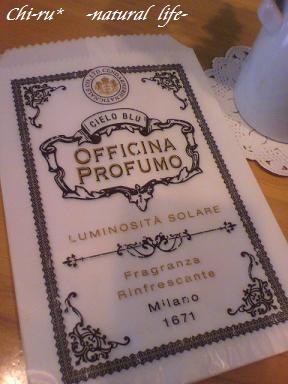 Chi-ru* -natural life-
CIELO BLU
OFFICINA
PROFUMO
LUMINOSITÀ SOLARE
Fragranza
Rinfrescante
Milano
1671